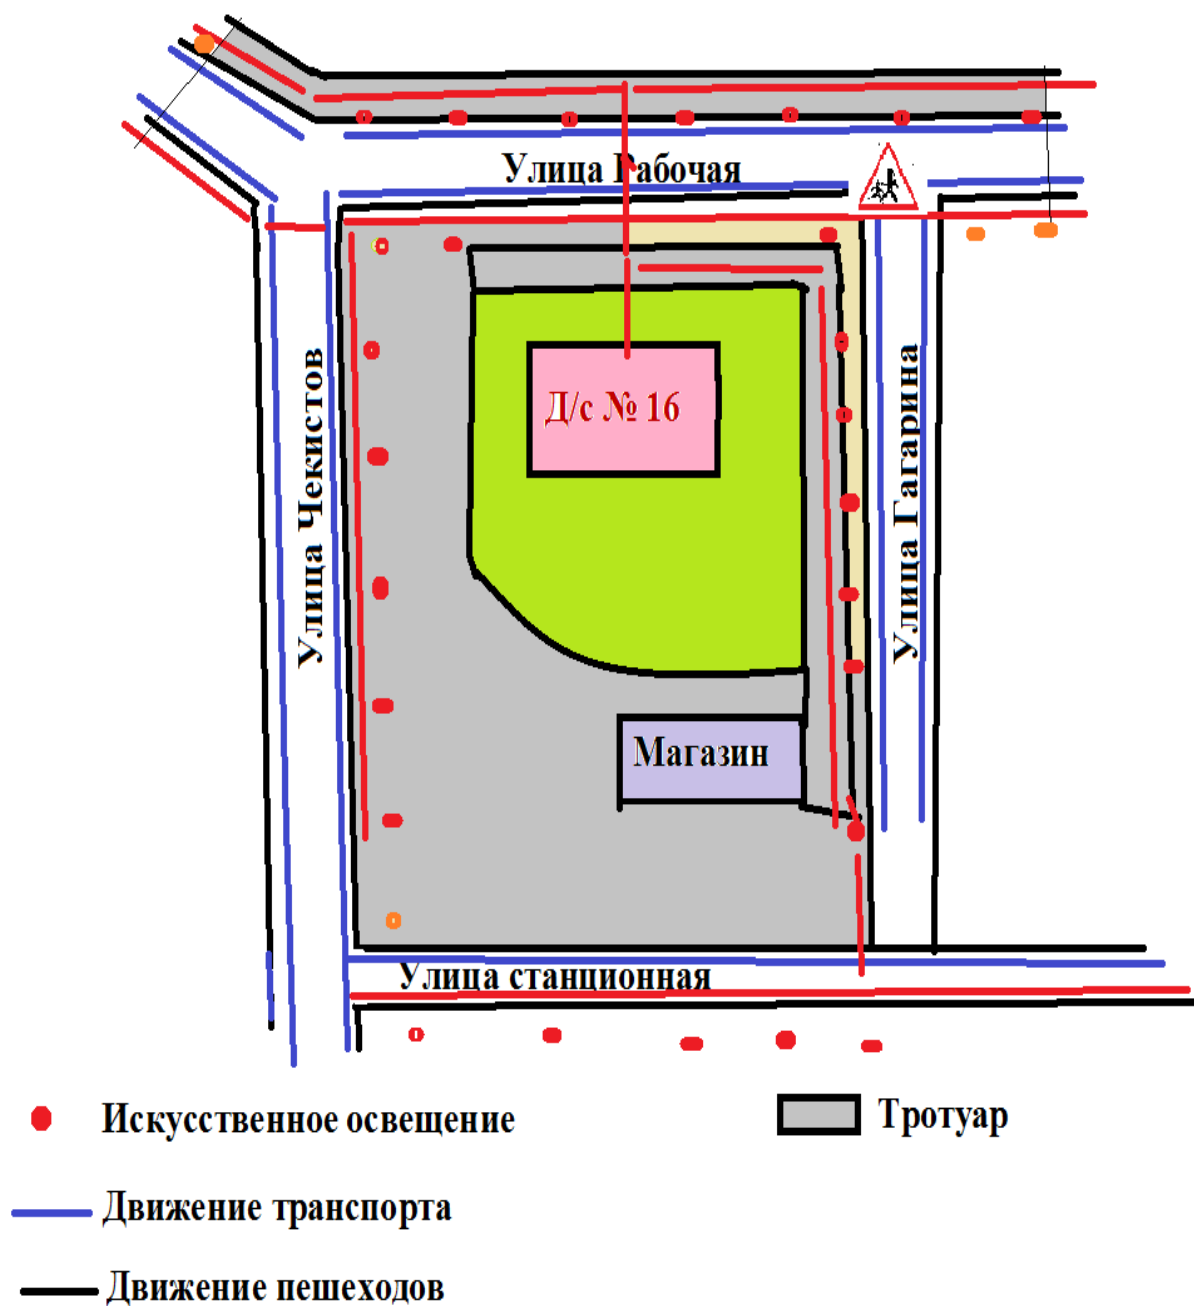 Улица Рабочая
Д/с № 16
Улица Чекистов
Улица Гагарина
Магазин
Улица станционная
Искусственное освещение
Тротуар
Движение транспорта
Движение пешеходов